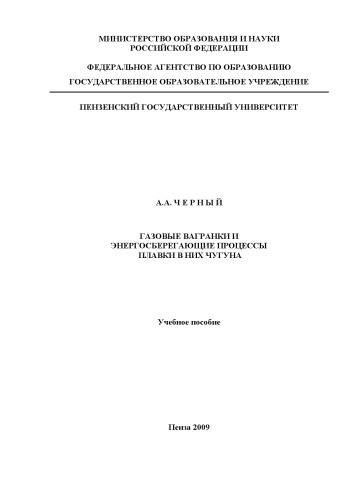 МИНИСТЕРСТВО ОБРАЗОВАНИЯ И НАУКИ
РОССИЙСКОЙ ФЕДЕРАЦИИ
ФЕДЕРАЛЬНОЕ АГЕНТСТВО ПО ОБРАЗОВАНИЮ
ГОСУДАРСТВЕННОЕ ОБРАЗОВАТЕЛЬНОЕ УЧРЕЖДЕНИЕ
ПЕНЗЕНСКИЙ ГОСУДАРСТВЕННЫЙ УНИВЕРСИТЕТ
А.А. Ч Е Р Н Ы Й
ГАЗОВЫЕ ВАГРАНКИ И
ЭНЕРГОСБЕРЕГАЮЩИЕ ПРОЦЕССЫ
ПЛАВКИ В НИХ ЧУГУНА
Учебное пособие
Пенза 2009